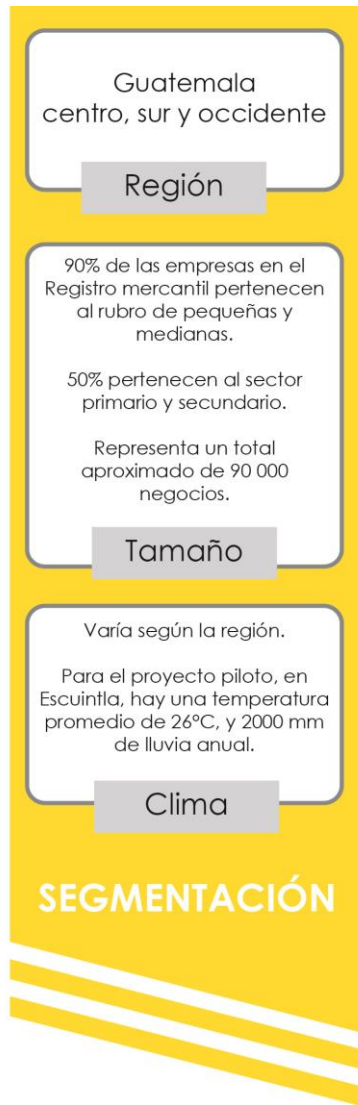 Guatemala
centro, sur y occidente
Región
90% de las empresas en el
Registro mercantil pertenecen
al rubro de pequeñas y
medianas.
50% pertenecen al sector
primario y secundario.
Representa un total
aproximado de 90 000
negocios.
Tamaño
Varía según la región.
Para el proyecto piloto, en
Escuintla, hay una temperatura
promedio de 26°C, y 2000 mm
de lluvia anual.
Clima
SEGMENTACIÓN